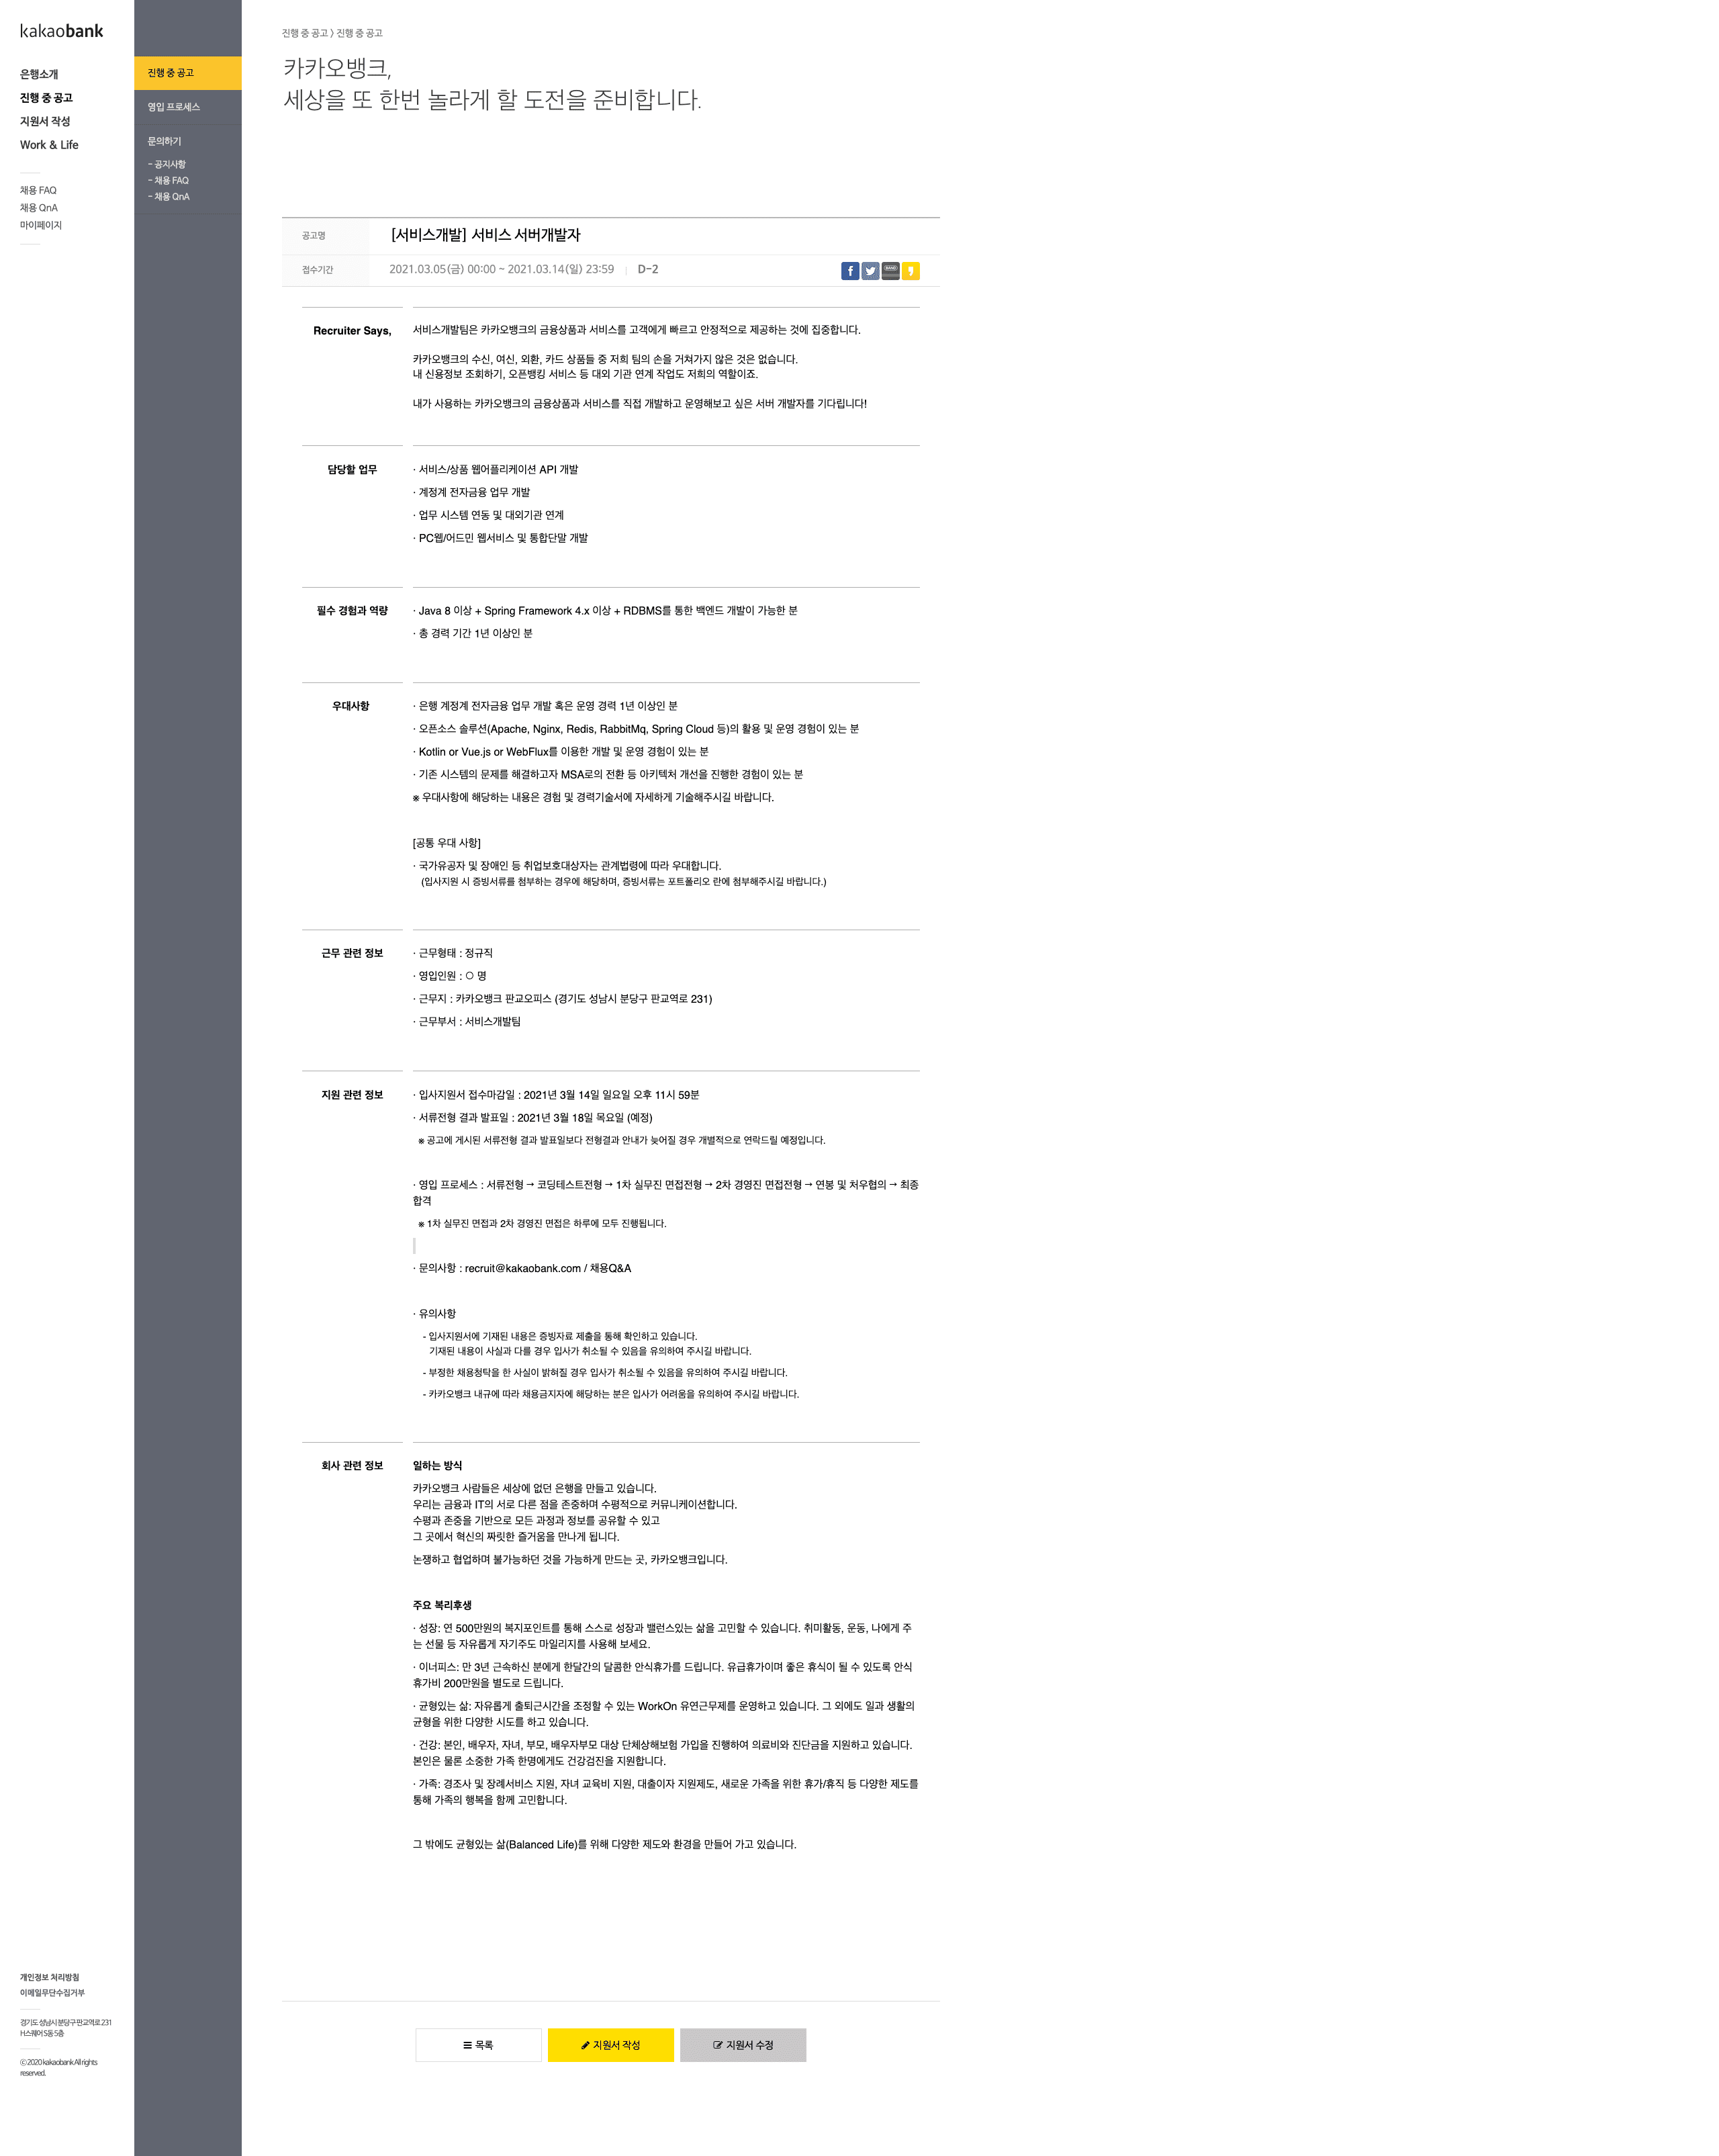 kakaobank
은행소개
진행 중 공고
지원서 작성
Work & Life
채용 FAQ
채용 QnA
마이페이지
진행 중 공고
영입 프로세스
문의하기
- 공지사항
- 채용 FAQ
- 채용 QnA
진행 중 공고 > 진행 중 공고
카카오뱅크,
세상을 또 한번 놀라게 할 도전을 준비합니다.
공고명 [서비스개발] 서비스 서버개발자
접수기간 2021.03.05(금) 00:00 ~ 2021.03.14(일) 23:59 | D-2
Recruiter Says, 서비스개발팀은 카카오뱅크의 금융상품과 서비스를 고객에게 빠르고 안정적으로 제공하는 것에 집중합니다.
카카오뱅크의 수신, 여신, 외환, 카드 상품들 중 저희 팀의 손을 거쳐가지 않은 것은 없습니다.
내 신용정보 조회하기, 오픈뱅킹 서비스 등 대외 기관 연계 작업도 저희의 역할이죠.
내가 사용하는 카카오뱅크의 금융상품과 서비스를 직접 개발하고 운영해보고 싶은 서버 개발자를 기다립니다!
담당할 업무 · 서비스/상품 웹어플리케이션 API 개발
· 계정계 전자금융 업무 개발
· 업무 시스템 연동 및 대외기관 연계
· PC웹/어드민 웹서비스 및 통합단말 개발
필수 경험과 역량 · Java 8 이상 + Spring Framework 4.x 이상 + RDBMS를 통한 백엔드 개발이 가능한 분
· 총 경력 기간 1년 이상인 분
우대사항 · 은행 계정계 전자금융 업무 개발 혹은 운영 경력 1년 이상인 분
· 오픈소스 솔루션(Apache, Nginx, Redis, RabbitMq, Spring Cloud 등)의 활용 및 운영 경험이 있는 분
· Kotlin or Vue.js or WebFlux를 이용한 개발 및 운영 경험이 있는 분
· 기존 시스템의 문제를 해결하고자 MSA로의 전환 등 아키텍처 개선을 진행한 경험이 있는 분
※ 우대사항에 해당하는 내용은 경험 및 경력기술서에 자세하게 기술해주시길 바랍니다.
[공통 우대 사항]
· 국가유공자 및 장애인 등 취업보호대상자는 관계법령에 따라 우대합니다.
(입사지원 시 증빙서류를 첨부하는 경우에 해당하며, 증빙서류는 포트폴리오 란에 첨부해주시길 바랍니다.)
근무 관련 정보 · 근무형태 : 정규직
· 영입인원 : ○ 명
· 근무지 : 카카오뱅크 판교오피스 (경기도 성남시 분당구 판교역로 231)
· 근무부서 : 서비스개발팀
지원 관련 정보 · 입사지원서 접수마감일 : 2021년 3월 14일 일요일 오후 11시 59분
· 서류전형 결과 발표일 : 2021년 3월 18일 목요일 (예정)
※ 공고에 게시된 서류전형 결과 발표일보다 전형결과 안내가 늦어질 경우 개별적으로 연락드릴 예정입니다.
· 영입 프로세스 : 서류전형 → 코딩테스트전형 → 1차 실무진 면접전형 → 2차 경영진 면접전형 → 연봉 및 처우협의 → 최종
합격
※ 1차 실무진 면접과 2차 경영진 면접은 하루에 모두 진행됩니다.
· 문의사항 : recruit@kakaobank.com / 채용Q&A
· 유의사항
- 입사지원서에 기재된 내용은 증빙자료 제출을 통해 확인하고 있습니다.
기재된 내용이 사실과 다를 경우 입사가 취소될 수 있음을 유의하여 주시길 바랍니다.
- 부정한 채용청탁을 한 사실이 밝혀질 경우 입사가 취소될 수 있음을 유의하여 주시길 바랍니다.
- 카카오뱅크 내규에 따라 채용금지자에 해당하는 분은 입사가 어려움을 유의하여 주시길 바랍니다.
회사 관련 정보 일하는 방식
카카오뱅크 사람들은 세상에 없던 은행을 만들고 있습니다.
우리는 금융과 IT의 서로 다른 점을 존중하며 수평적으로 커뮤니케이션합니다.
수평과 존중을 기반으로 모든 과정과 정보를 공유할 수 있고
그 곳에서 혁신의 짜릿한 즐거움을 만나게 됩니다.
논쟁하고 협업하며 불가능하던 것을 가능하게 만드는 곳, 카카오뱅크입니다.
주요 복리후생
· 성장: 연 500만원의 복지포인트를 통해 스스로 성장과 밸런스있는 삶을 고민할 수 있습니다. 취미활동, 운동, 나에게 주
는 선물 등 자유롭게 자기주도 마일리지를 사용해 보세요.
· 이너피스: 만 3년 근속하신 분에게 한달간의 달콤한 안식휴가를 드립니다. 유급휴가이며 좋은 휴식이 될 수 있도록 안식
휴가비 200만원을 별도로 드립니다.
· 균형있는 삶: 자유롭게 출퇴근시간을 조정할 수 있는 WorkOn 유연근무제를 운영하고 있습니다. 그 외에도 일과 생활의
균형을 위한 다양한 시도를 하고 있습니다.
· 건강: 본인, 배우자, 자녀, 부모, 배우자부모 대상 단체상해보험 가입을 진행하여 의료비와 진단금을 지원하고 있습니다.
본인은 물론 소중한 가족 한명에게도 건강검진을 지원합니다.
· 가족: 경조사 및 장례서비스 지원, 자녀 교육비 지원, 대출이자 지원제도, 새로운 가족을 위한 휴가/휴직 등 다양한 제도를
통해 가족의 행복을 함께 고민합니다.
그 밖에도 균형있는 삶(Balanced Life)를 위해 다양한 제도와 환경을 만들어 가고 있습니다.
개인정보 처리방침
이메일무단수집거부
경기도 성남시 분당구 판교역로 231
H스퀘어 S동 5층
ⓒ 2020 kakaobank All rights
reserved.
목록
지원서 작성
지원서 수정